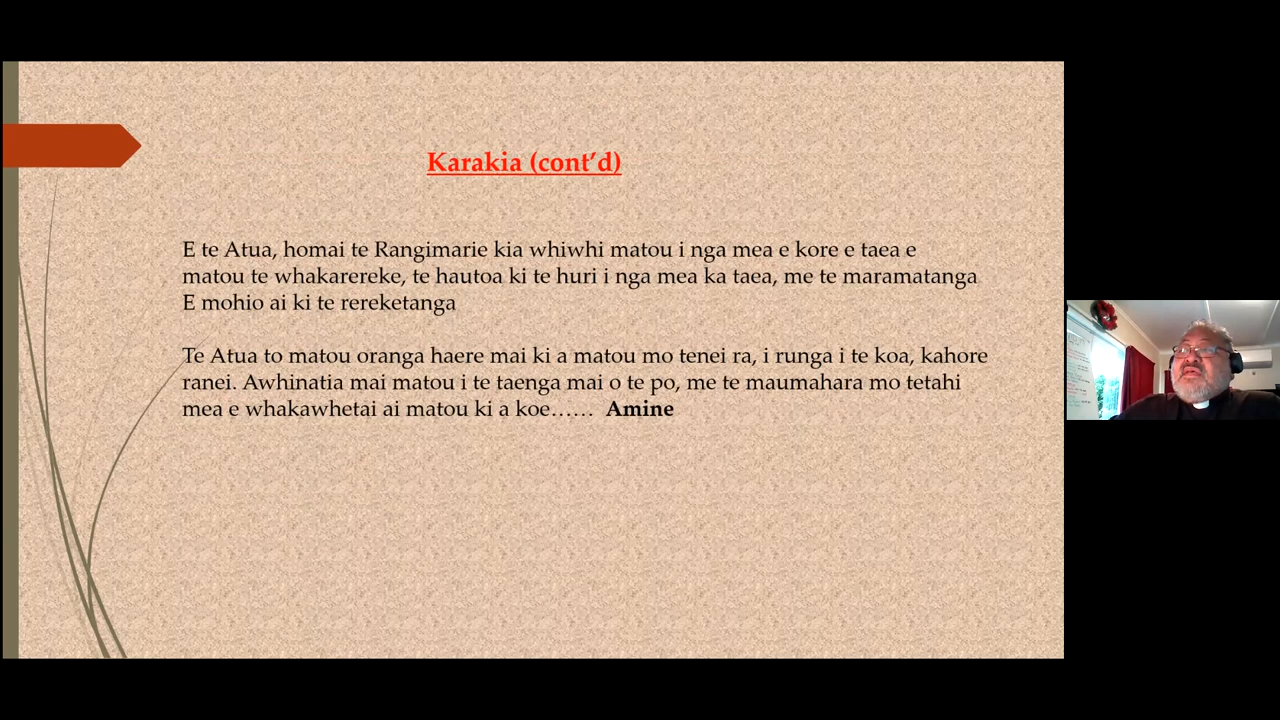 Karakia (cont’d)
E te Atua, homai te Rangimarie kia whiwhi matou i nga mea e kore e taea e
matou te whakarereke, te hautoa ki te huri i nga mea ka taea, me te maramatanga
E mohio ai ki te rereketanga
Te Atua to matou oranga haere mai ki a matou mo tenei ra, i runga i te koa, kahore
ranei. Awhinatia mai matou i te taenga mai o te po, me te maumahara mo tetahi
mea e whakawhetai ai matou ki a koe…… Amine